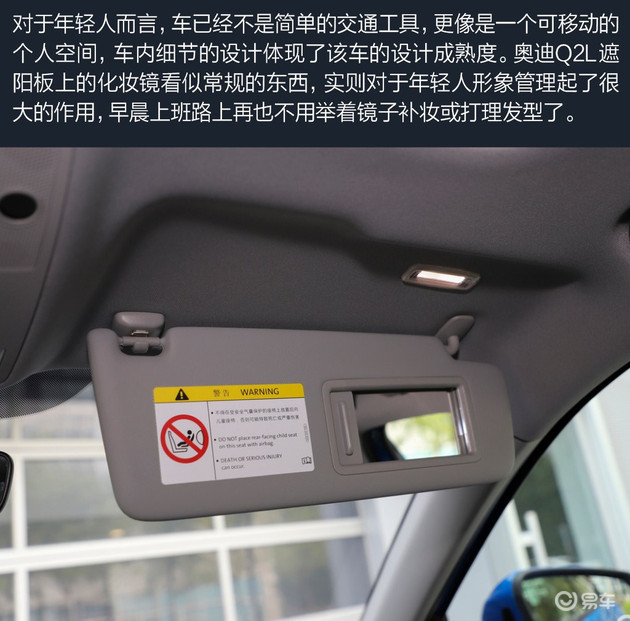 对于年轻人而言，车已经不是简单的交通工具，更像是一个可移动的
个人空间，车内细节的设计体现了该车的设计成熟度。奥迪Q2L遮
阳板上的化妆镜看似常规的东西，实则对于年轻人形象管理起了很
大的作用，早晨上班路上再也不用举着镜子补妆或打理发型了。
警告 WARNING
DO NOT place rear-facing child seat
on this seat with airbag.
DEATH OR SERIOUS INJURY
can occur.
易车